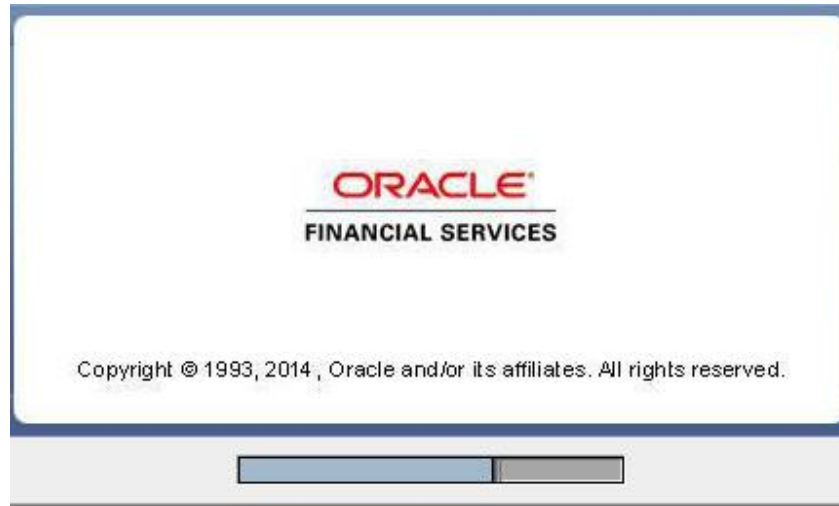 ORACLE®
FINANCIAL SERVICES
Copyright © 1993, 2014 , Oracle and/or its affiliates. All rights reserved.